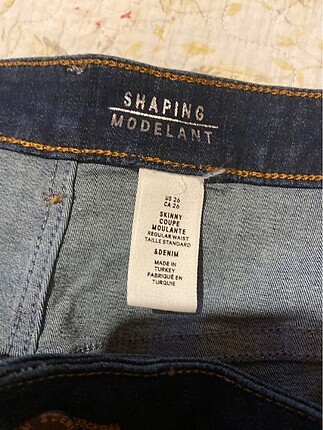 SHAPING
MODELANT
US 26
CA 26
SKINNY
COUPE
MOULANTE
REGULAR WAIST
TAILLE STANDARD
&DENIM
MADE IN
TURKEY
FABRIQUÉ EN
TURQUIE